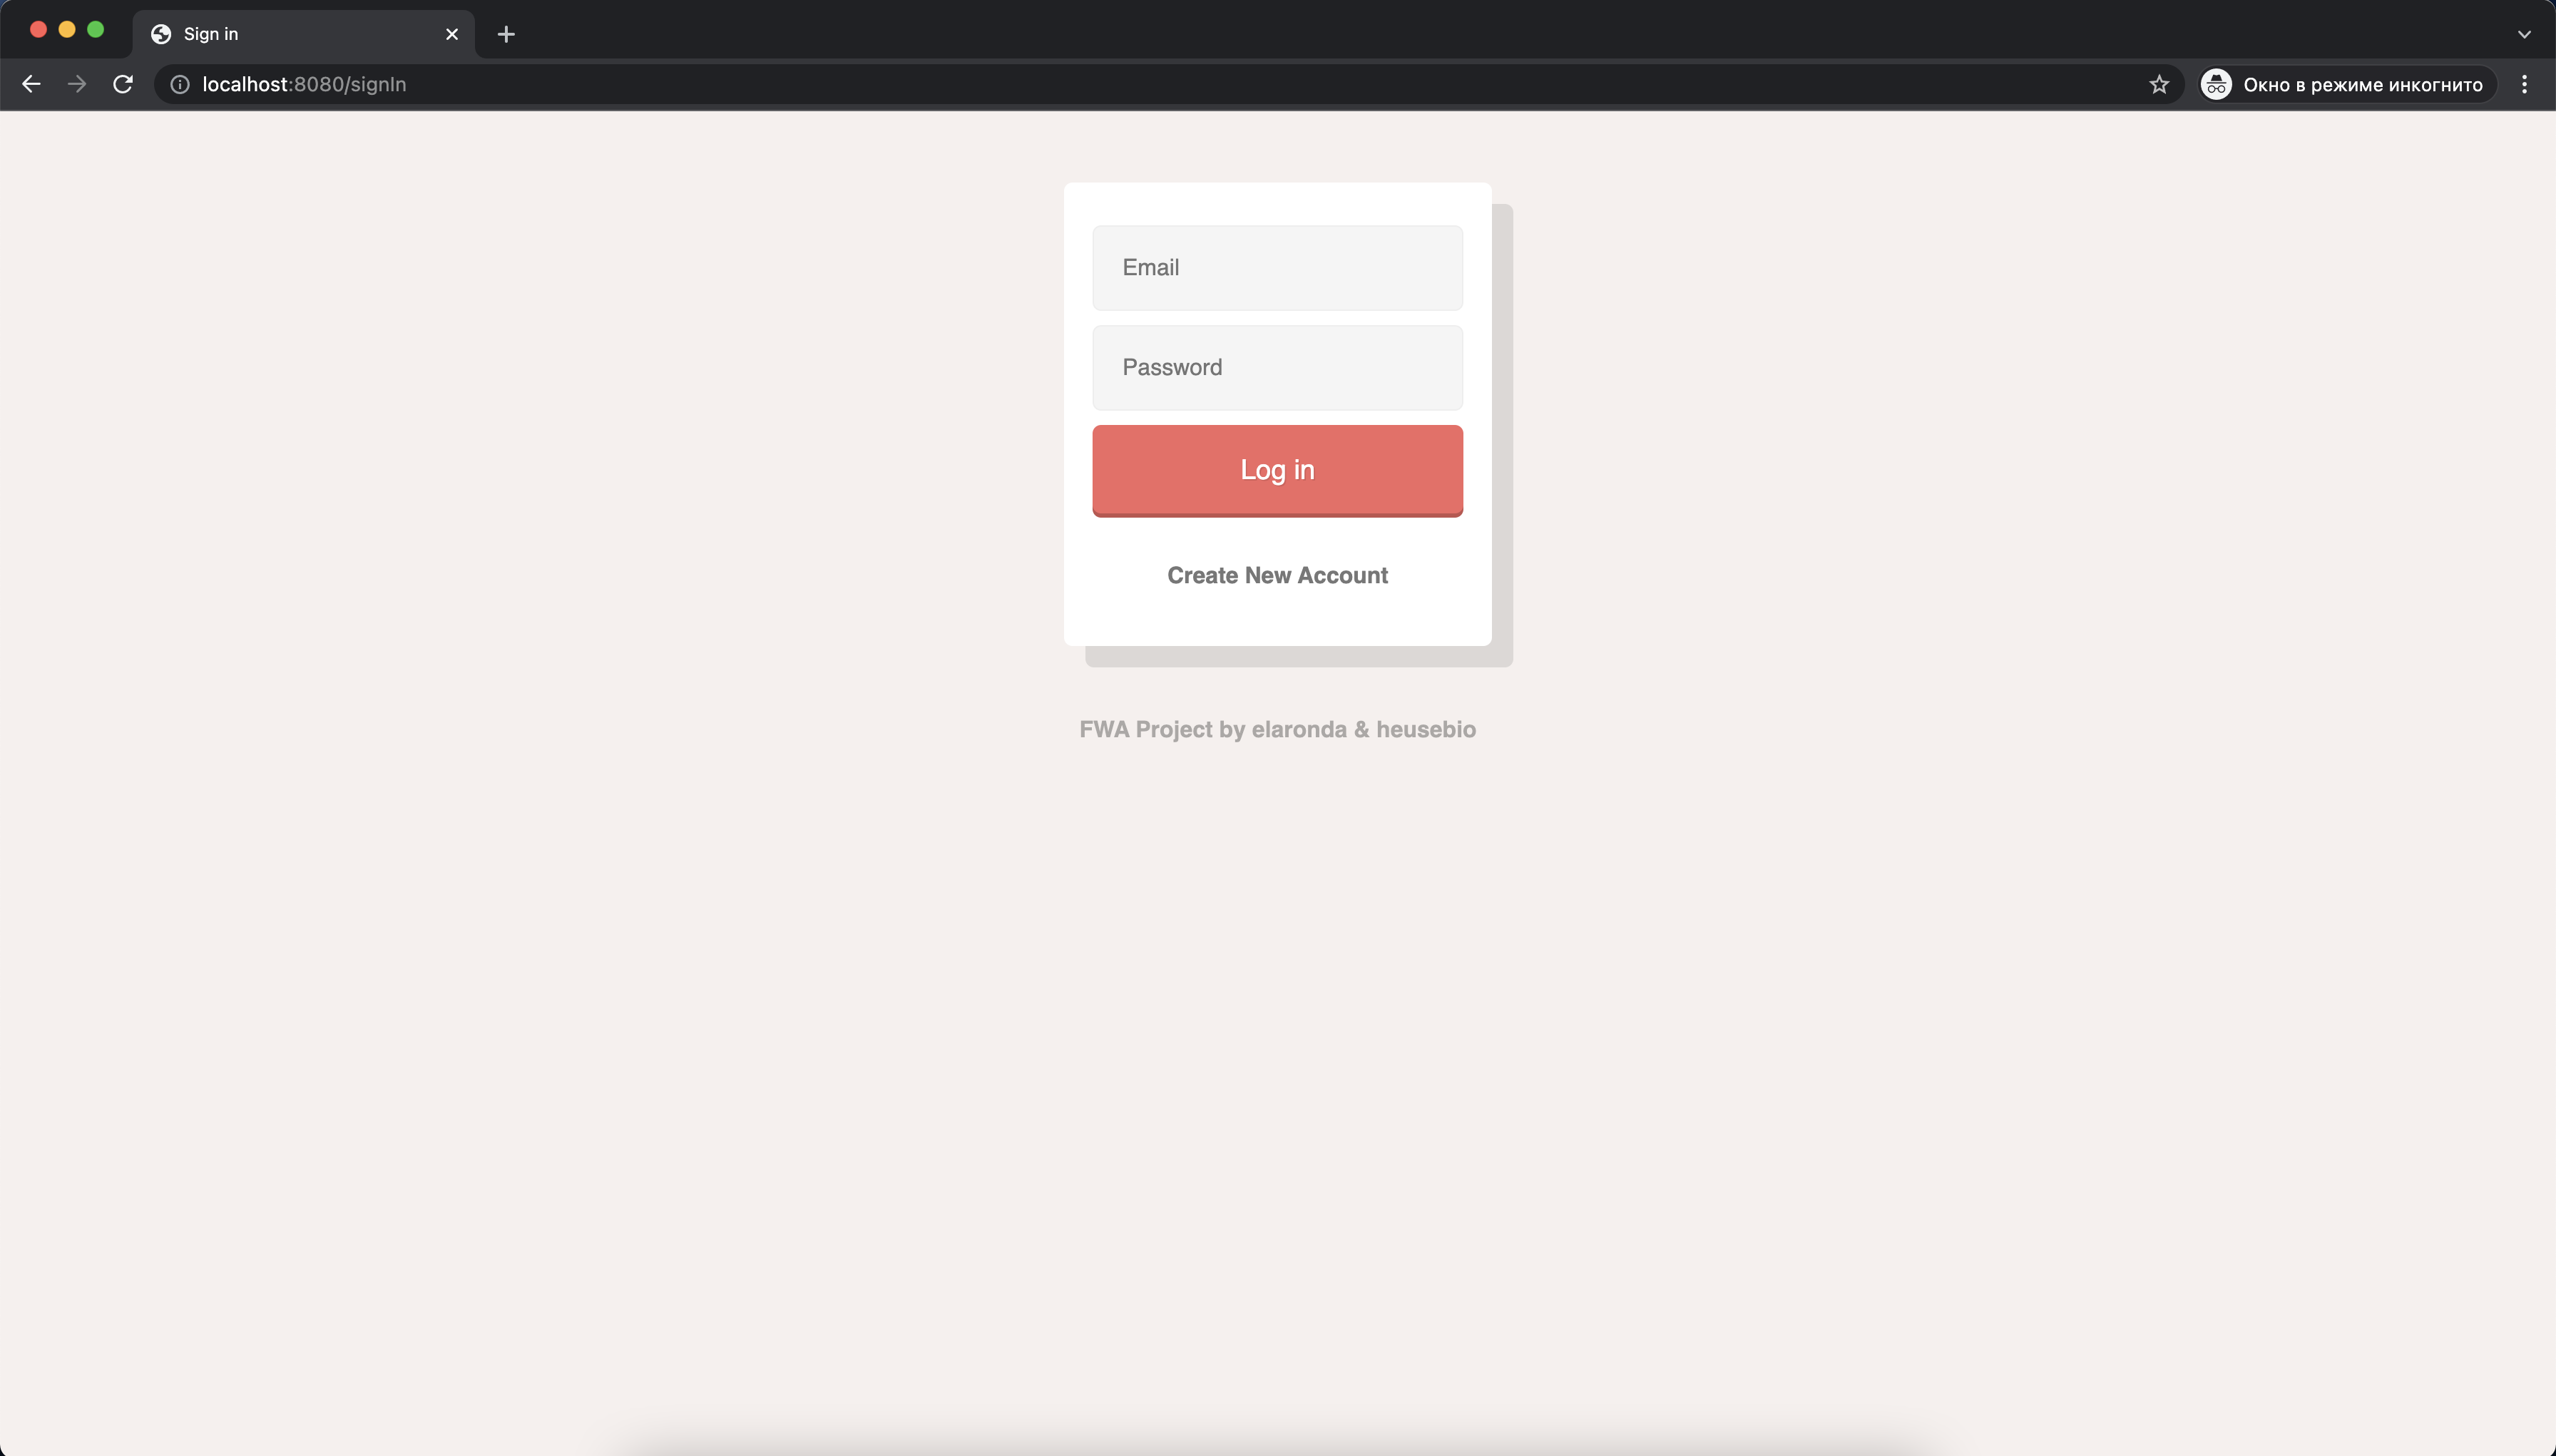 Sign in
localhost:8080/signIn
Окно в режиме инкогнито
Email
Password
Log in
Create New Account
FWA Project by elaronda & heusebio